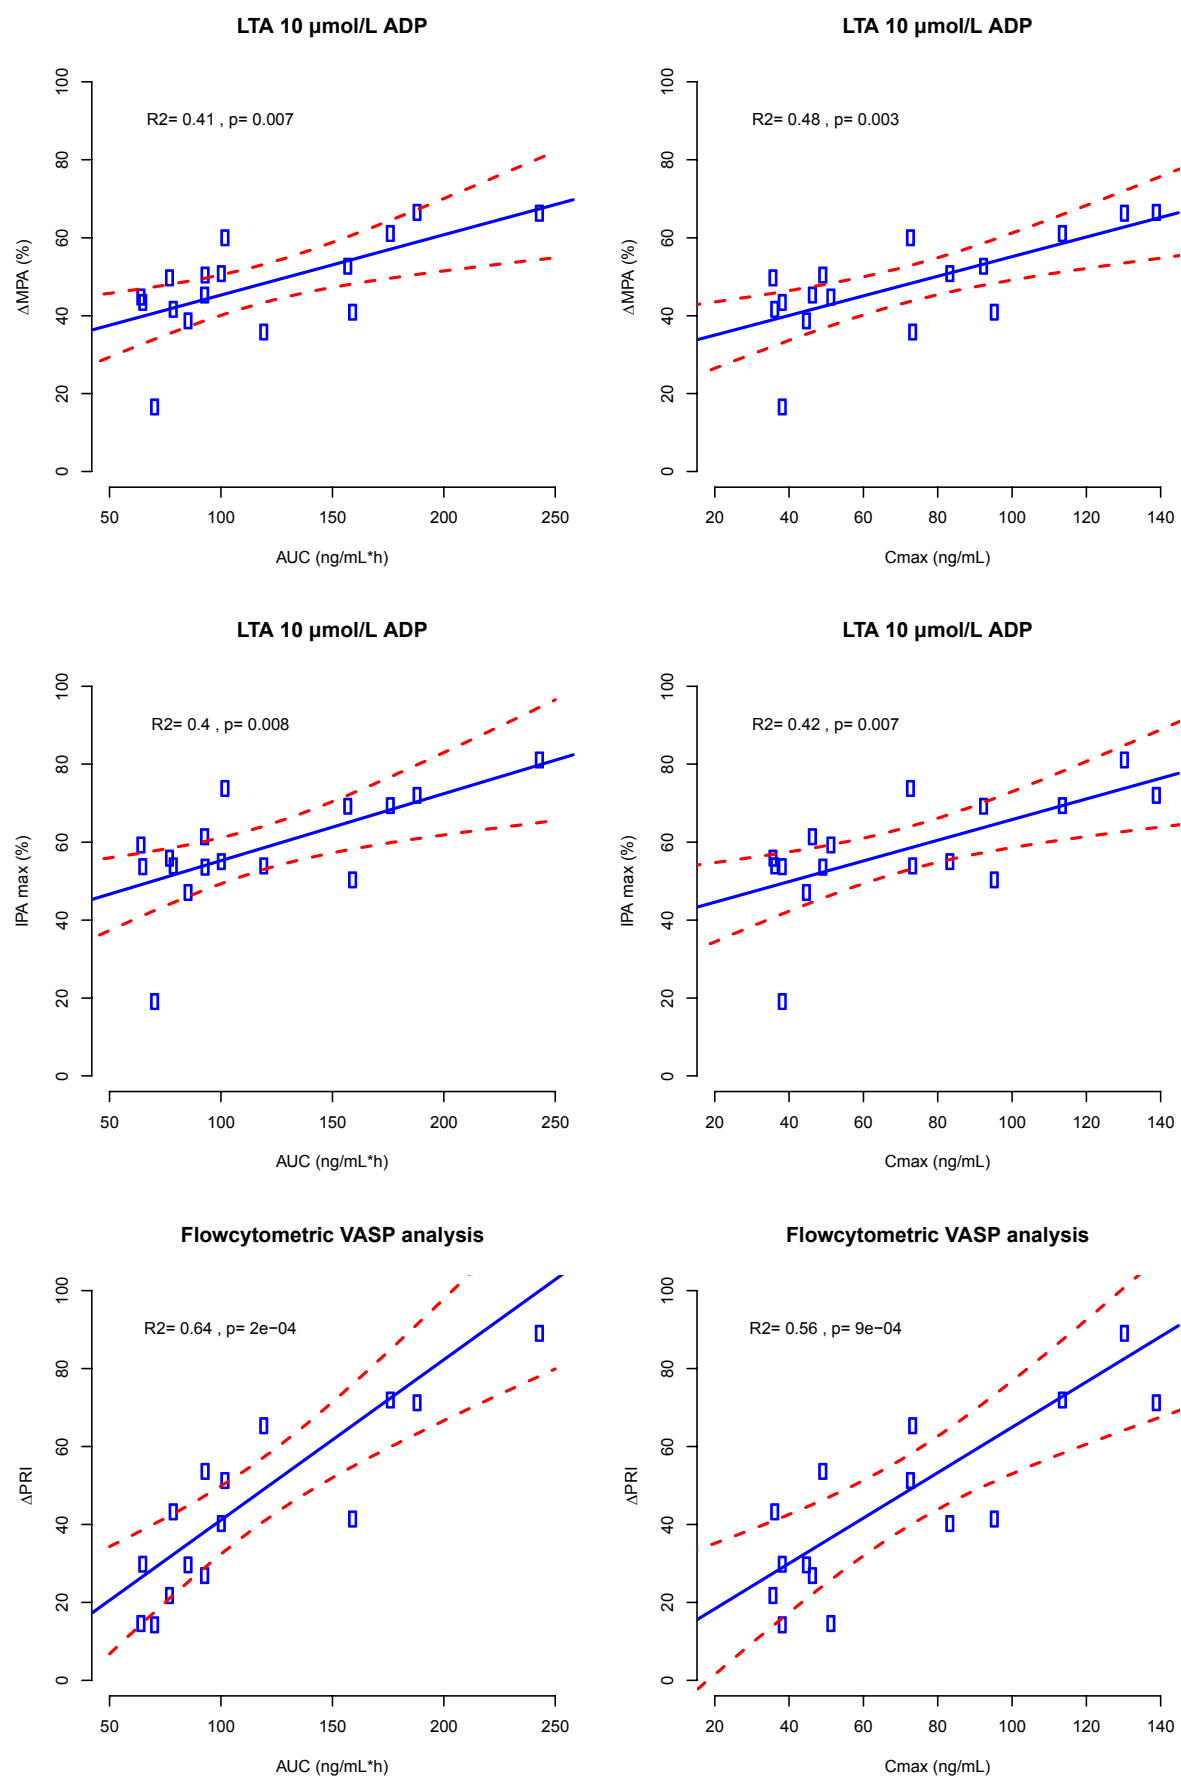 LTA 10 µmol/L ADP
R2= 0.41 , p= 0.007
ΔMPA (%)
0 20 40 60 80 100
50 100 150 200 250
AUC (ng/mL*h)
LTA 10 µmol/L ADP
R2= 0.48 , p= 0.003
ΔMPA (%)
0 20 40 60 80 100
20 40 60 80 100 120 140
Cmax (ng/mL)
LTA 10 µmol/L ADP
R2= 0.4 , p= 0.008
IPA max (%)
0 20 40 60 80 100
50 100 150 200 250
AUC (ng/mL*h)
LTA 10 µmol/L ADP
R2= 0.42 , p= 0.007
IPA max (%)
0 20 40 60 80 100
20 40 60 80 100 120 140
Cmax (ng/mL)
Flowcytometric VASP analysis
R2= 0.64 , p= 2e−04
ΔPRI
0 20 40 60 80 100
50 100 150 200 250
AUC (ng/mL*h)
Flowcytometric VASP analysis
R2= 0.56 , p= 9e−04
ΔPRI
0 20 40 60 80 100
20 40 60 80 100 120 140
Cmax (ng/mL)